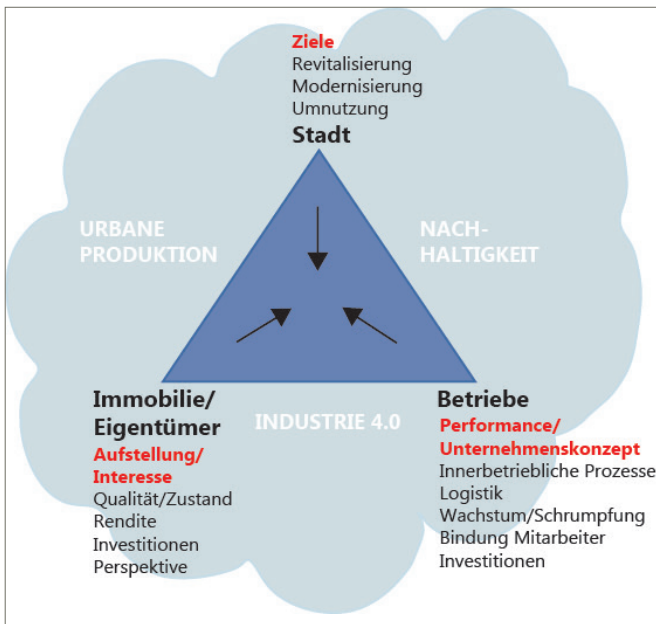 Ziele
Revitalisierung
Modernisierung
Umnutzung
Stadt
URBANE
PRODUKTION
NACH-
HALTIGKEIT
INDUSTRIE 4.0
Immobilie/
Eigentümer
Aufstellung/
Interesse
Qualität/Zustand
Rendite
Investitionen
Perspektive
Betriebe
Performance/
Unternehmenskonzept
Innerbetriebliche Prozesse
Logistik
Wachstum/Schrumpfung
Bindung Mitarbeiter
Investitionen